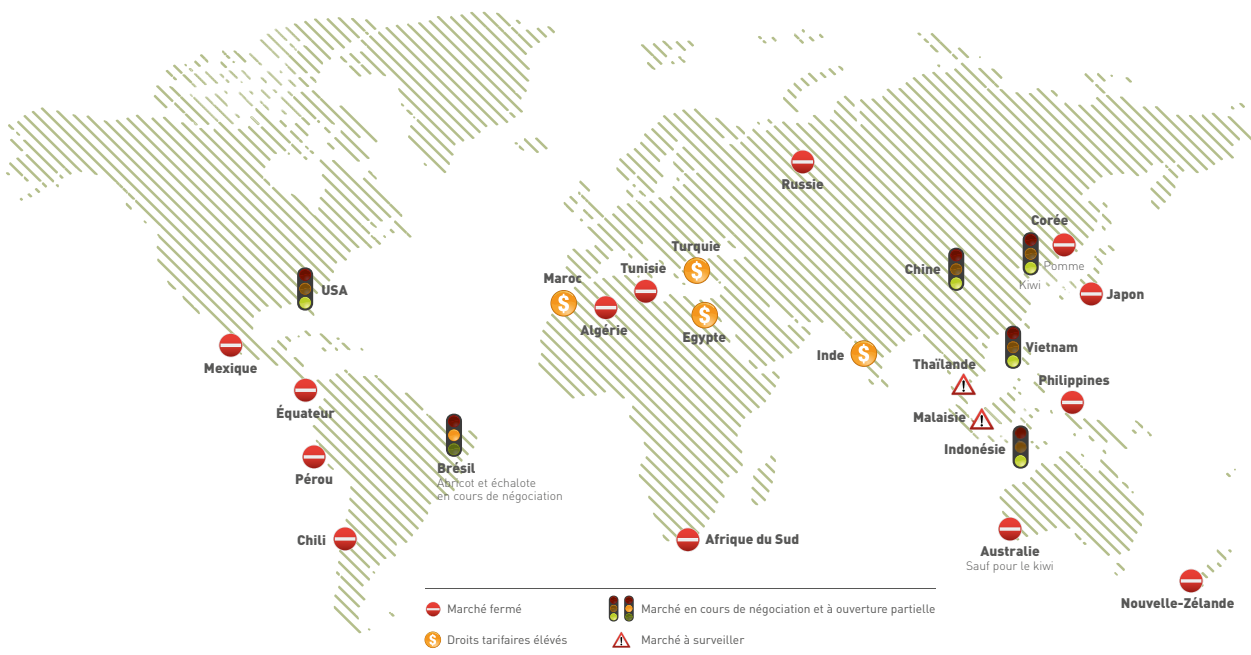 Russie
Corée
Pomme
Kiwi
Chine
Japon
Turquie
Tunisie
Maroc
Algérie
Egypte
USA
Inde
Vietnam
Thaïlande
Philippines
Malaisie
Indonésie
Mexique
Équateur
Brésil
Abricot et échalote
en cours de négociation
Pérou
Chili
Afrique du Sud
Australie
Sauf pour le kiwi
Nouvelle-Zélande
Marché fermé
Marché en cours de négociation et à ouverture partielle
$ Droits tarifaires élévés
Marché à surveiller